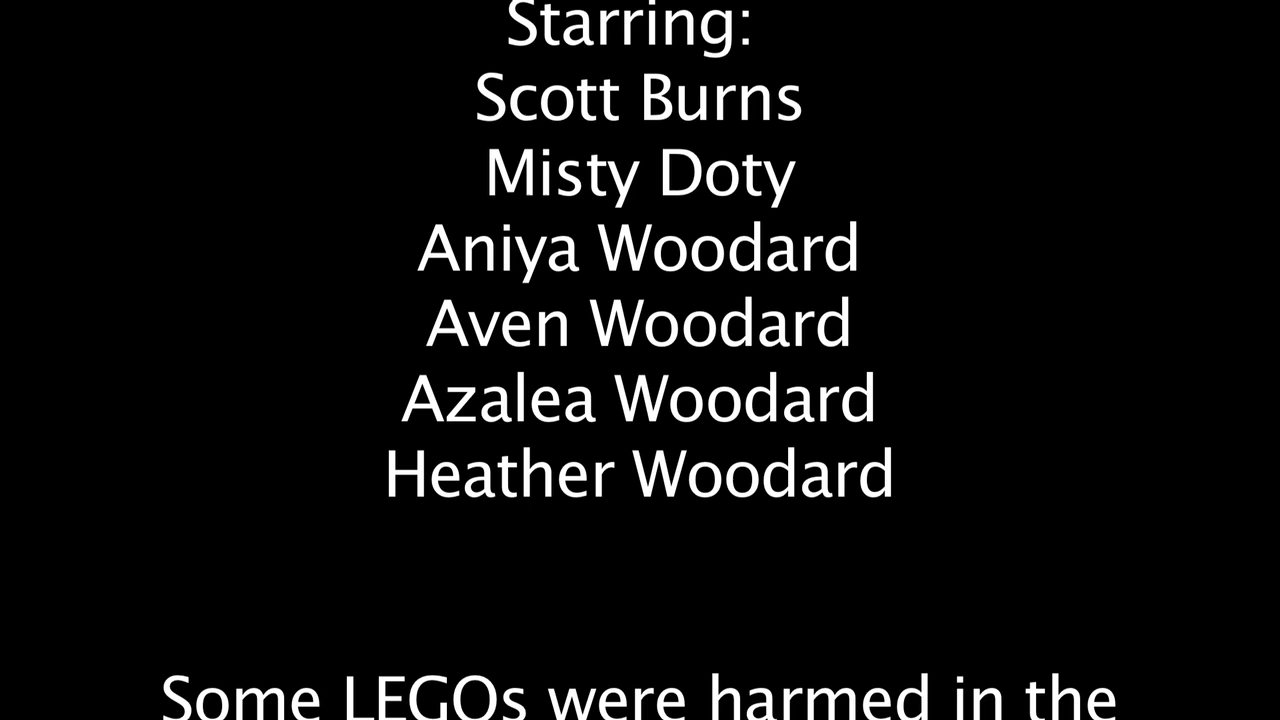 Starring:
Scott Burns
Misty Doty
Aniya Woodard
Aven Woodard
Azalea Woodard
Heather Woodard
Some LEGOs were harmed in the